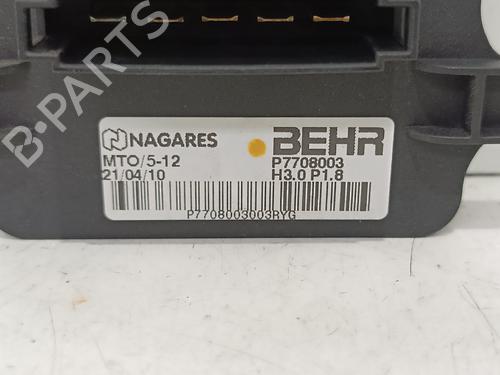 NAGARES BEHR
MTO/5-12 P7708003
21/04/10 H3.0 P1.8
P7708003003RYG
B-PARTS